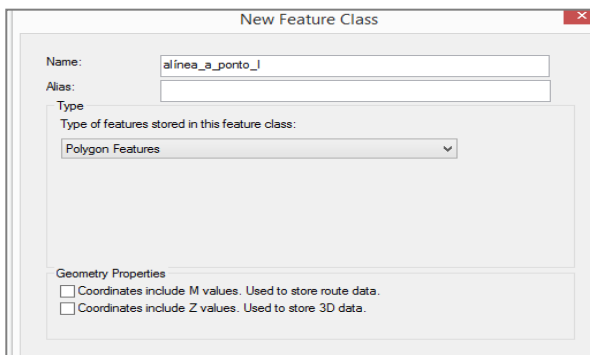 New Feature Class
Name:
alínea_a_ponto_I
Alias:
Type
Type of features stored in this feature class:
Polygon Features
Geometry Properties
Coordinates include M values. Used to store route data.
Coordinates include Z values. Used to store 3D data.